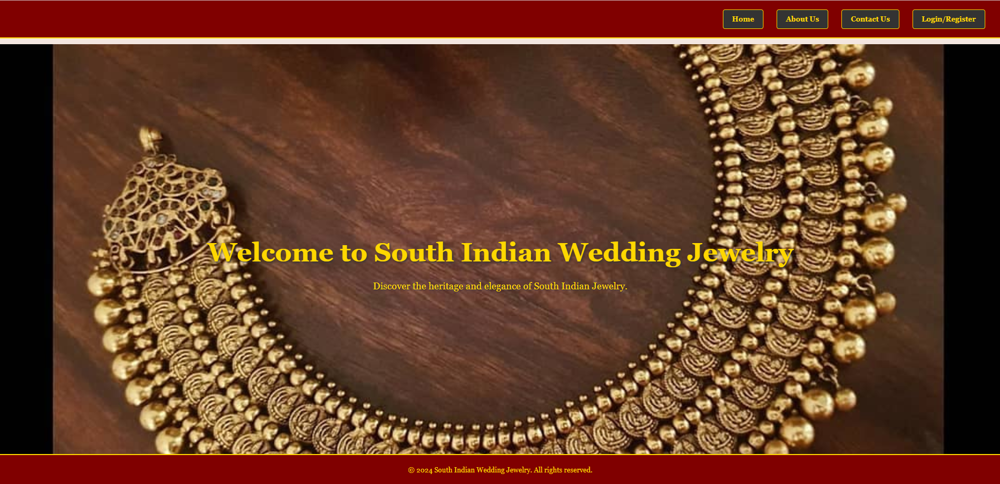 Home About Us Contact Us Login/Register
Welcome to South Indian Wedding Jewelry
Discover the heritage and elegance of South Indian Jewelry.
© 2024 South Indian Wedding Jewelry. All rights reserved.